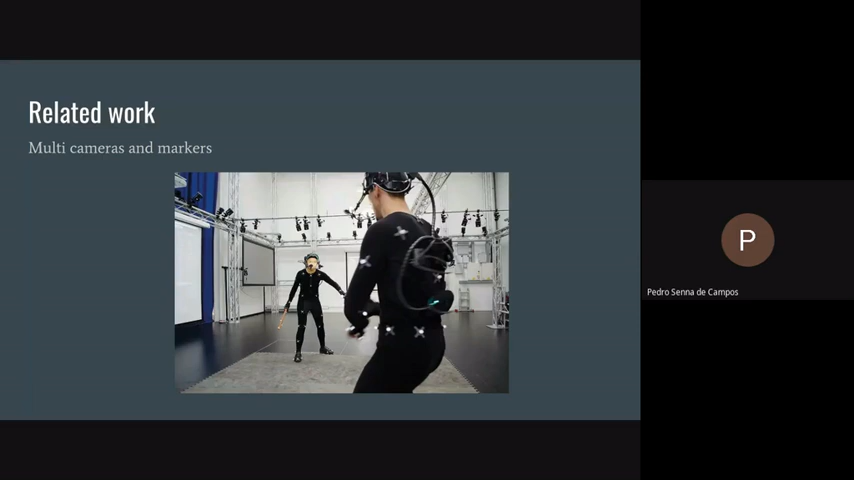 Related work
Multi cameras and markers
P
Pedro Senna de Campos